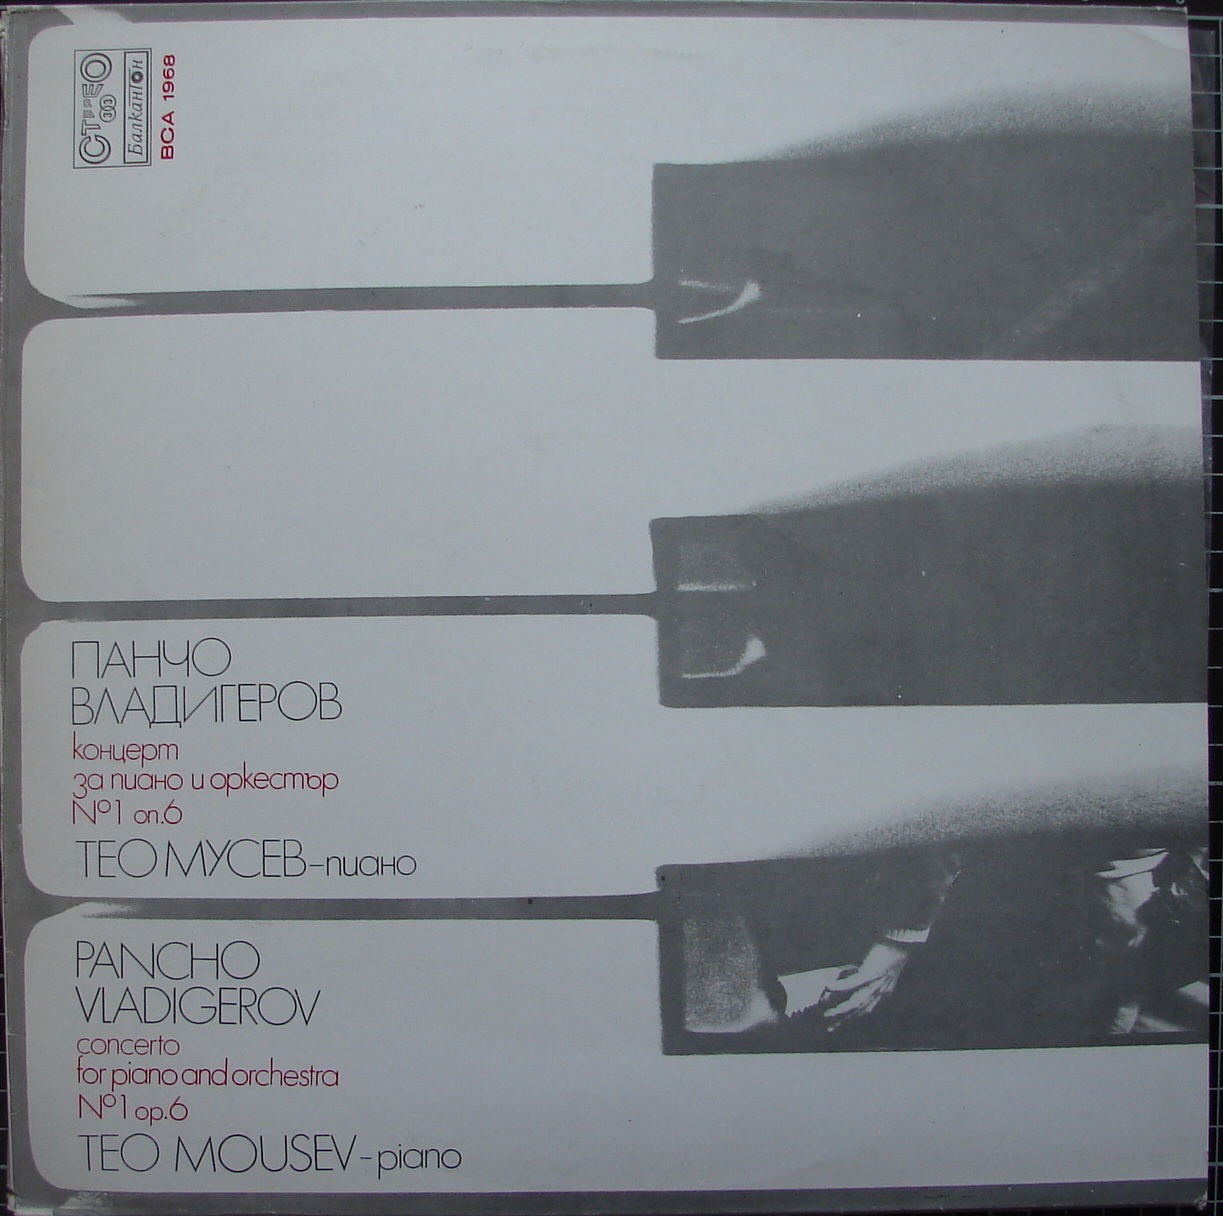 СТЕРЕО
33
Балкантон
ВСА 1968
ПАНЧО
ВЛАДИГЕРОВ
концерт
за пиано и оркестър
Nº1 оп.6
ТЕО МУСЕВ–пиано
PANCHO
VLADIGEROV
concerto
for piano and orchestra
Nº1 op.6
TEO MOUSEV–piano